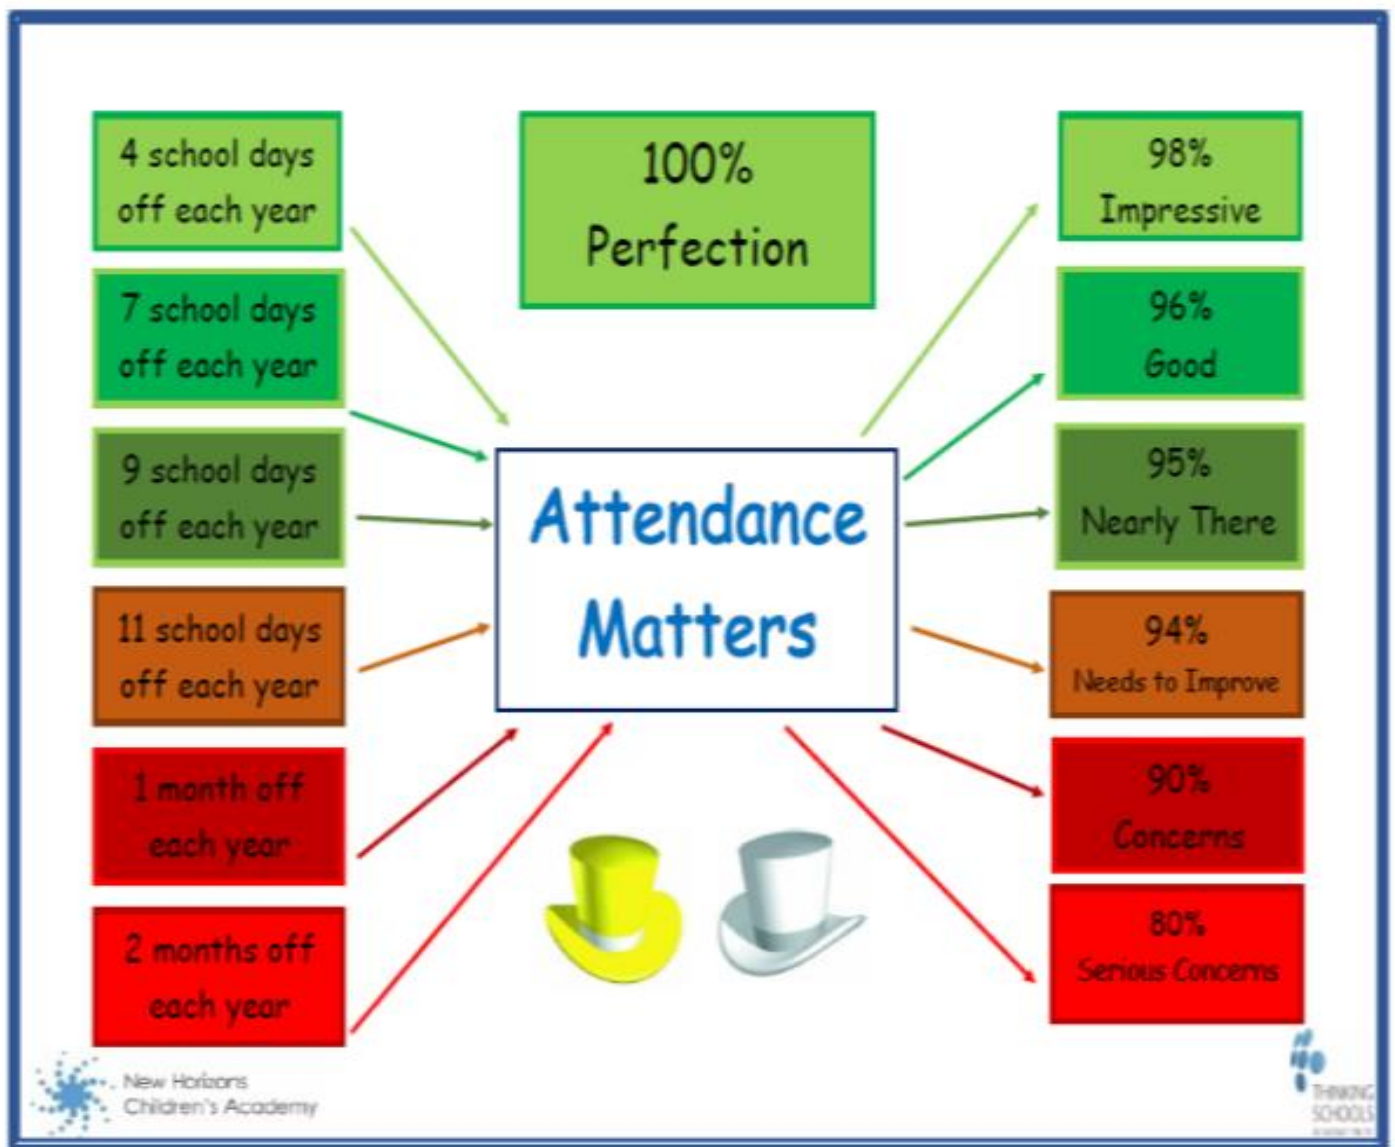 4 school days
off each year
7 school days
off each year
9 school days
off each year
11 school days
off each year
1 month off
each year
2 months off
each year
100%
Perfection
Attendance
Matters
98%
Impressive
96%
Good
95%
Nearly There
94%
Needs to Improve
90%
Concerns
80%
Serious Concerns
New Horizons
Children's Academy
THINKING
SCHOOLS